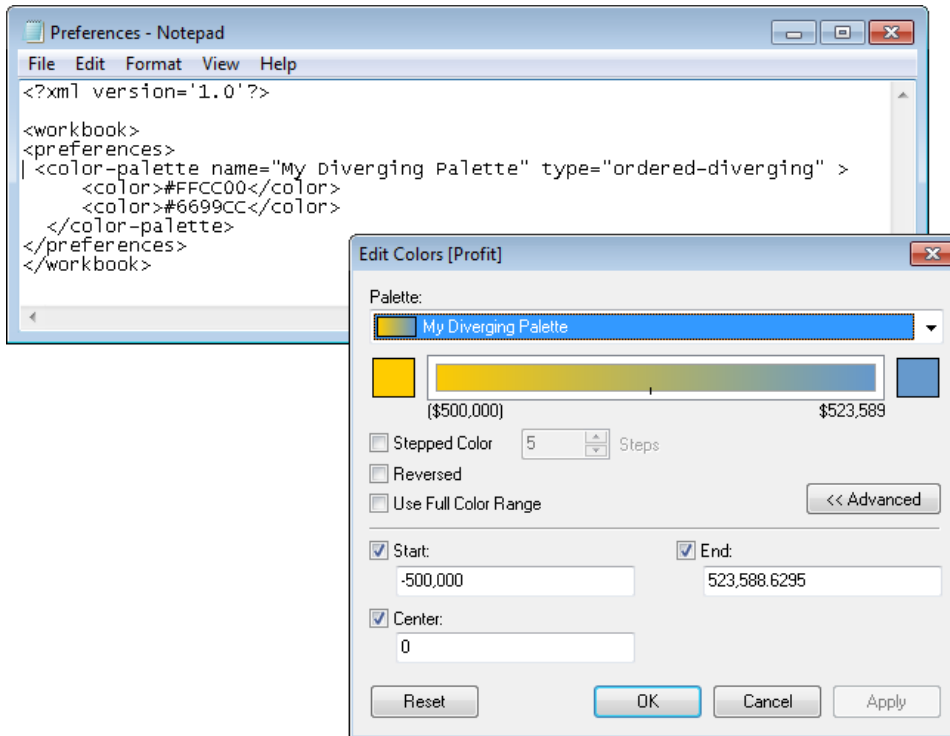 Preferences - Notepad
File Edit Format View Help
<?xml version='1.0'?>
<workbook>
<preferences>
<color-palette name="My Diverging Palette" type="ordered-diverging" >
<color>#FFCC00</color>
<color>#6699CC</color>
</color-palette>
</preferences>
</workbook>
Edit Colors [Profit]
Palette:
My Diverging Palette
($500,000) $523,589
Stepped Color 5 Steps
Reversed
Use Full Color Range << Advanced
Start: End:
-500,000 523,588.6295
Center:
0
Reset OK Cancel Apply